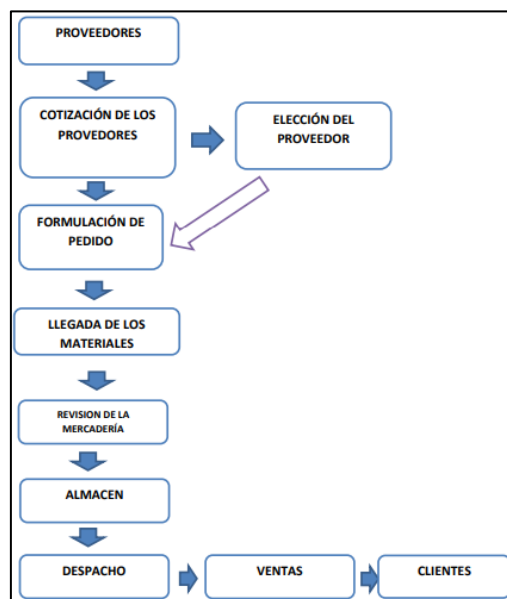 PROVEEDORES
COTIZACIÓN DE LOS
PROVEDORES
ELECCIÓN DEL
PROVEEDOR
FORMULACIÓN DE
PEDIDO
LLEGADA DE LOS
MATERIALES
REVISION DE LA
MERCADERÍA
ALMACEN
DESPACHO
VENTAS
CLIENTES